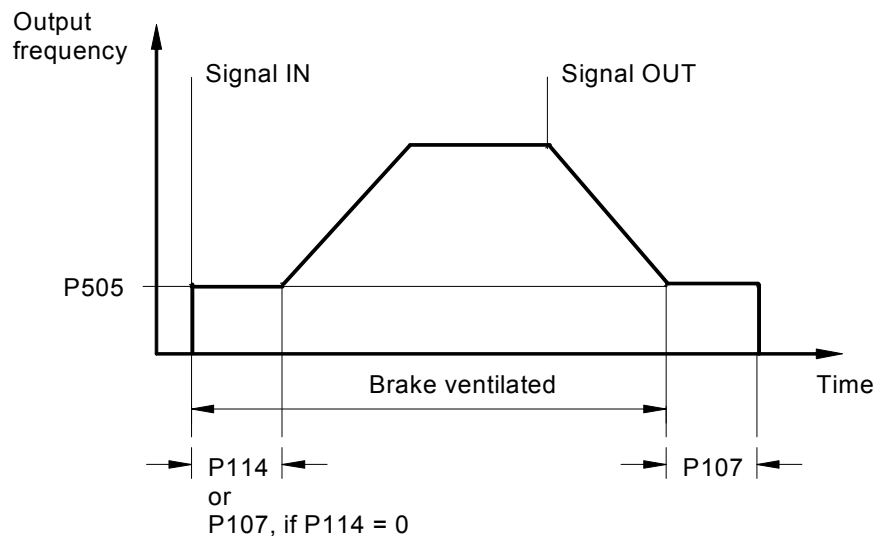 Output
frequency
Signal IN
Signal OUT
P505
Brake ventilated
Time
P114
or
P107, if P114 = 0
P107